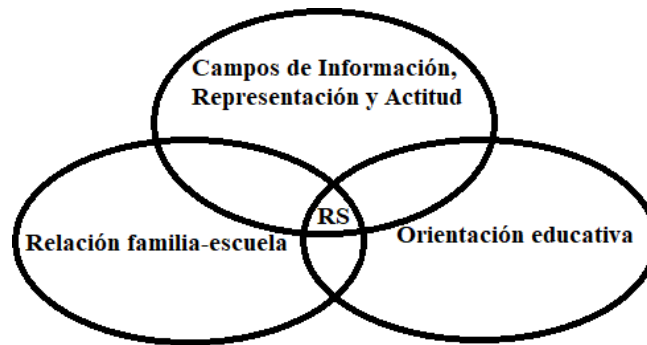 Campos de Información,
Representación y Actitud
RS
Relación familia-escuela
Orientación educativa